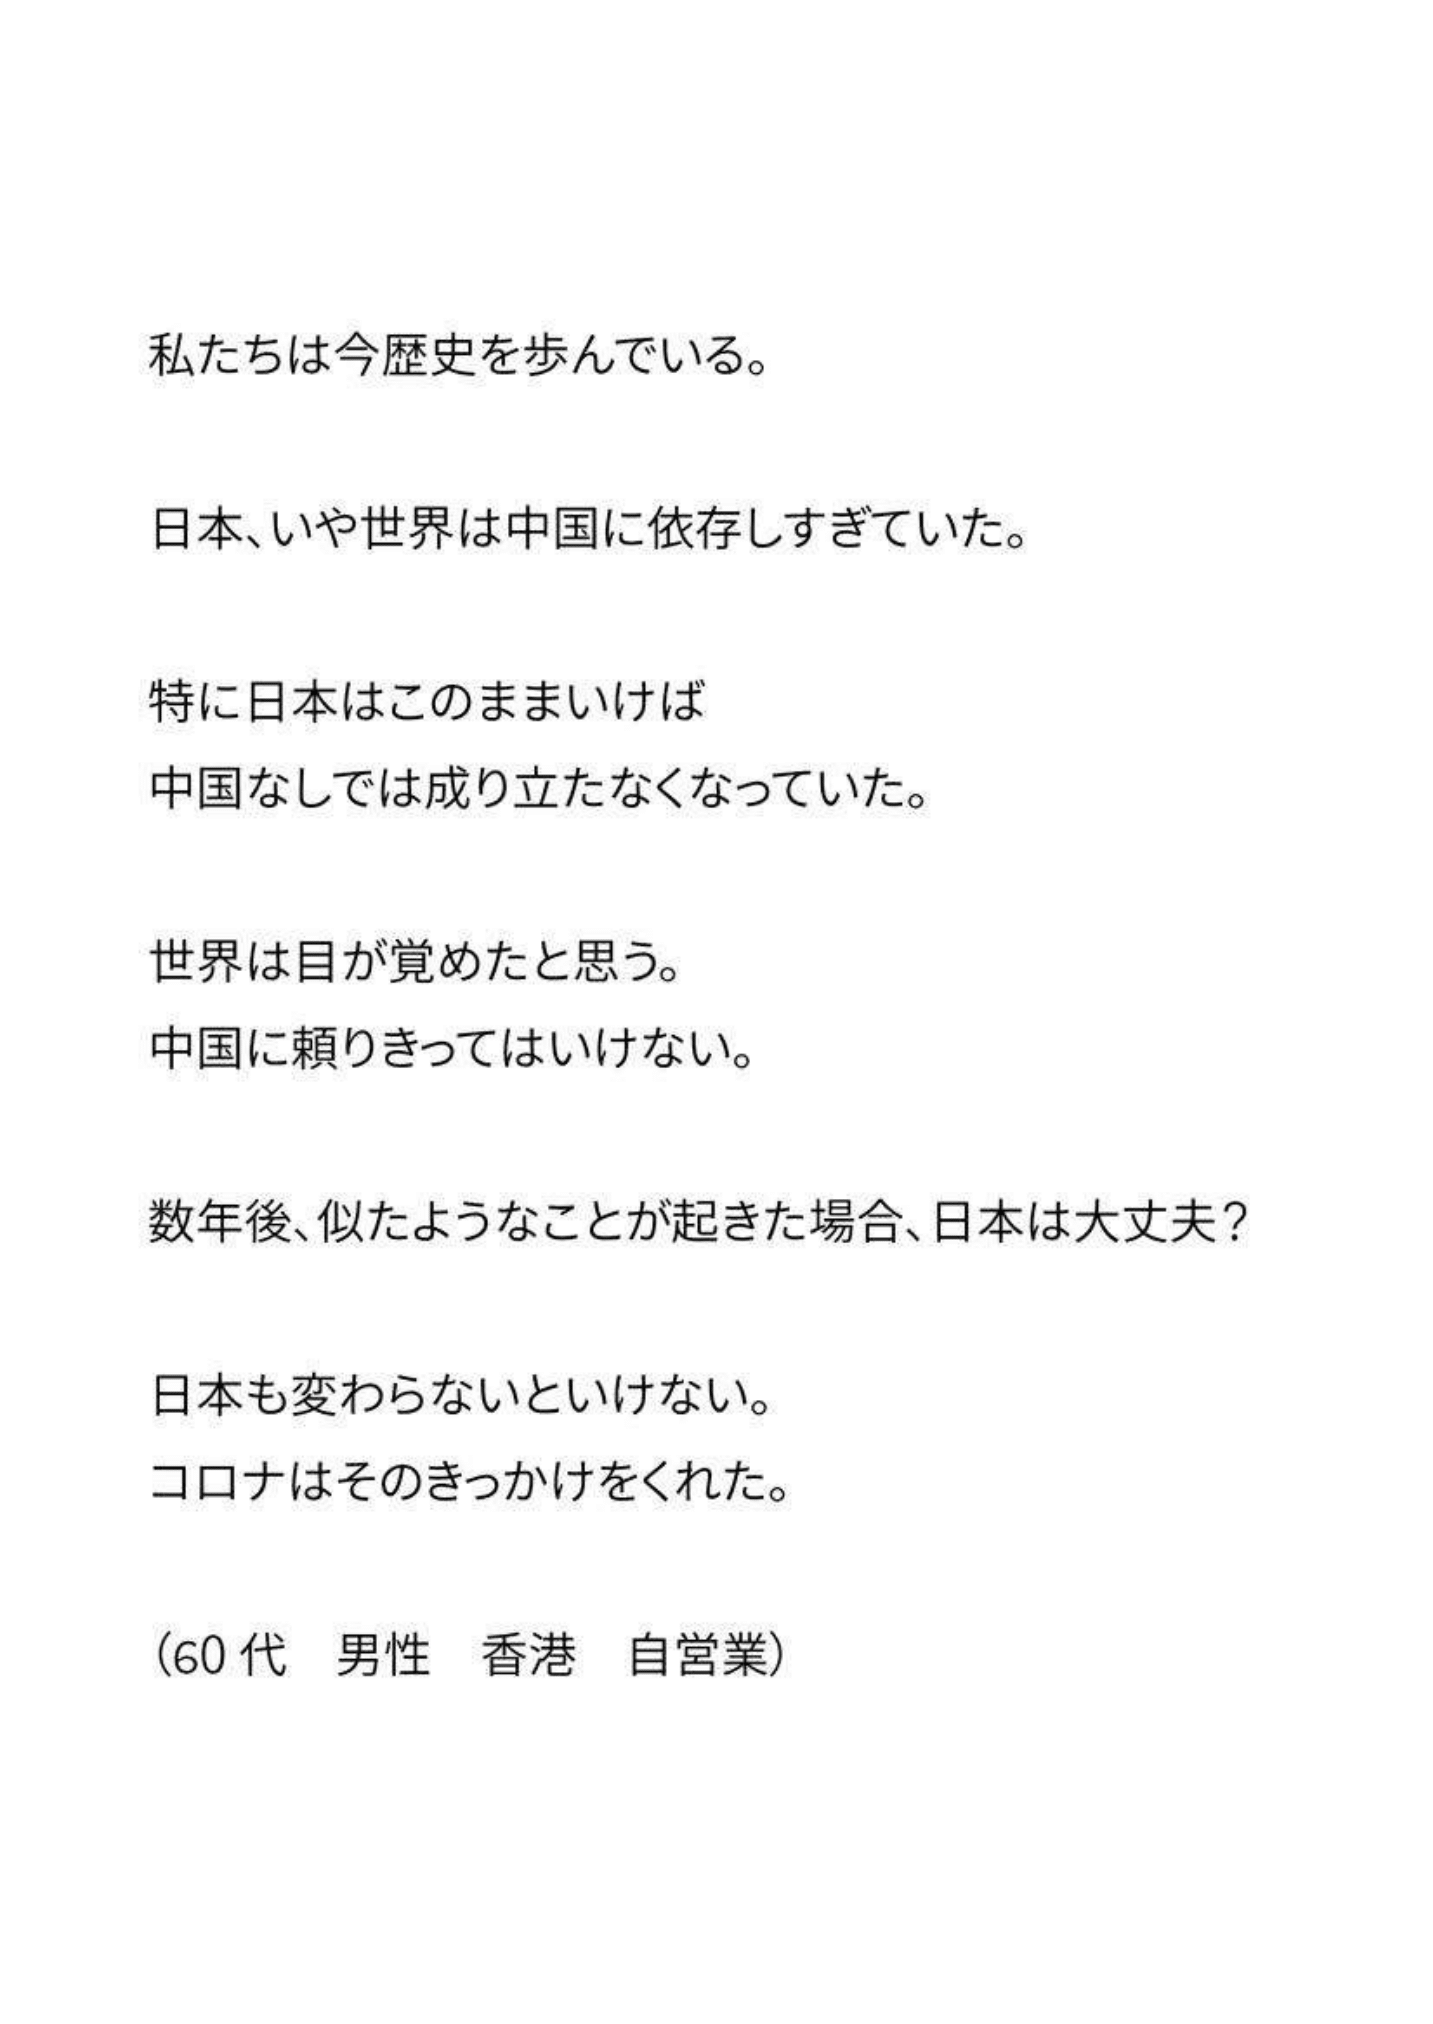 私たちは今歴史を歩んでいる。
日本、いや世界は中国に依存しすぎていた。
特に日本はこのままいけば
中国なしでは成り立たなくなっていた。
世界は目が覚めたと思う。
中国に頼りきってはいけない。
数年後、似たようなことが起きた場合、日本は大丈夫？
日本も変わらないといけない。
コロナはそのきっかけをくれた。
（60代　男性　香港　自営業）